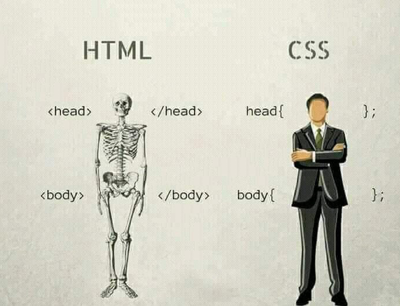 HTML
CSS
<head> </head>
head{ };
<body> </body>
body{ };